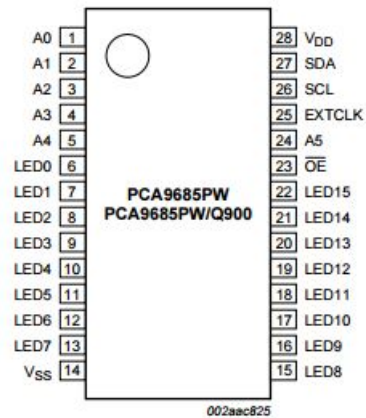 A0 1 28 VDD
A1 2 27 SDA
A2 3 26 SCL
A3 4 25 EXTCLK
A4 5 24 A5
LED0 6 23 OE
LED1 7 22 LED15
PCA9685PW
LED2 8 21 LED14
PCA9685PW/Q900
LED3 9 20 LED13
LED4 10 19 LED12
LED5 11 18 LED11
LED6 12 17 LED10
LED7 13 16 LED9
VSS 14 15 LED8
002aac825